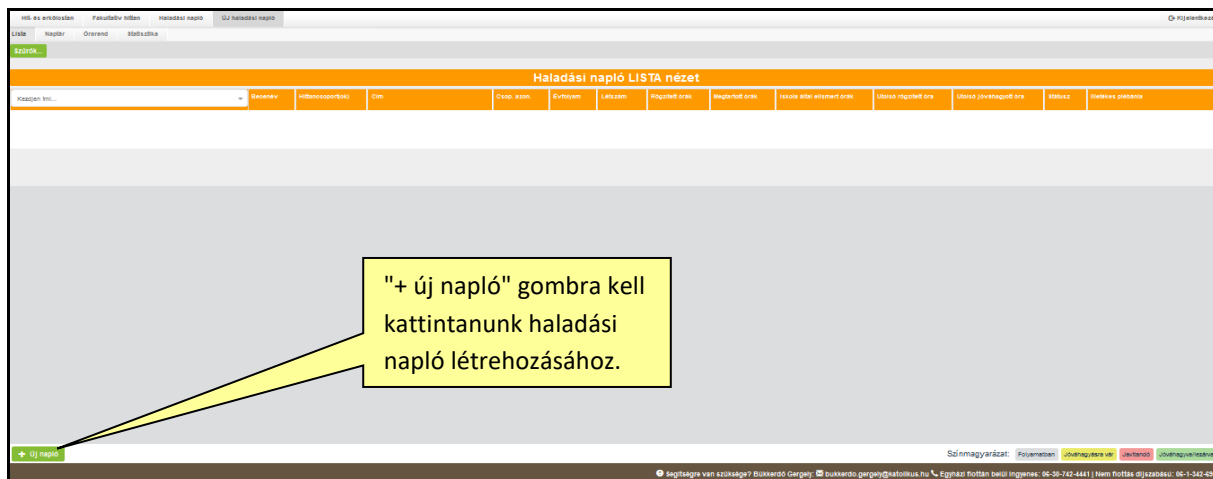 Hit- és erkölcstan Fakultatív hittan Haladási napló ÚJ haladási napló Kijelentkezé
Lista Naptár Órarend Statisztika
Szűrők...
Haladási napló LISTA nézet
Kezdjen írni... Becenév Hittancsoport(ok) Cím Csop. azon. Évfolyam Létszám Rögzített órák Megtartott órák Iskola által elismert órák Utolsó rögzített óra Utolsó jóváhagyott óra Státusz Illetékes plébánia
"+ új napló" gombra kell
kattintanunk haladási
napló létrehozásához.
+ Új napló
Színmagyarázat: Folyamatban Jóváhagyásra vár Javítandó Jóváhagyva/lezárva
Segítségre van szüksége? Bükkerdő Gergely: bukkerdo.gergely@katolikus.hu Egyházi flottán belül ingyenes: 06-30-742-4441 | Nem flottás díjszabású: 06-1-342-69